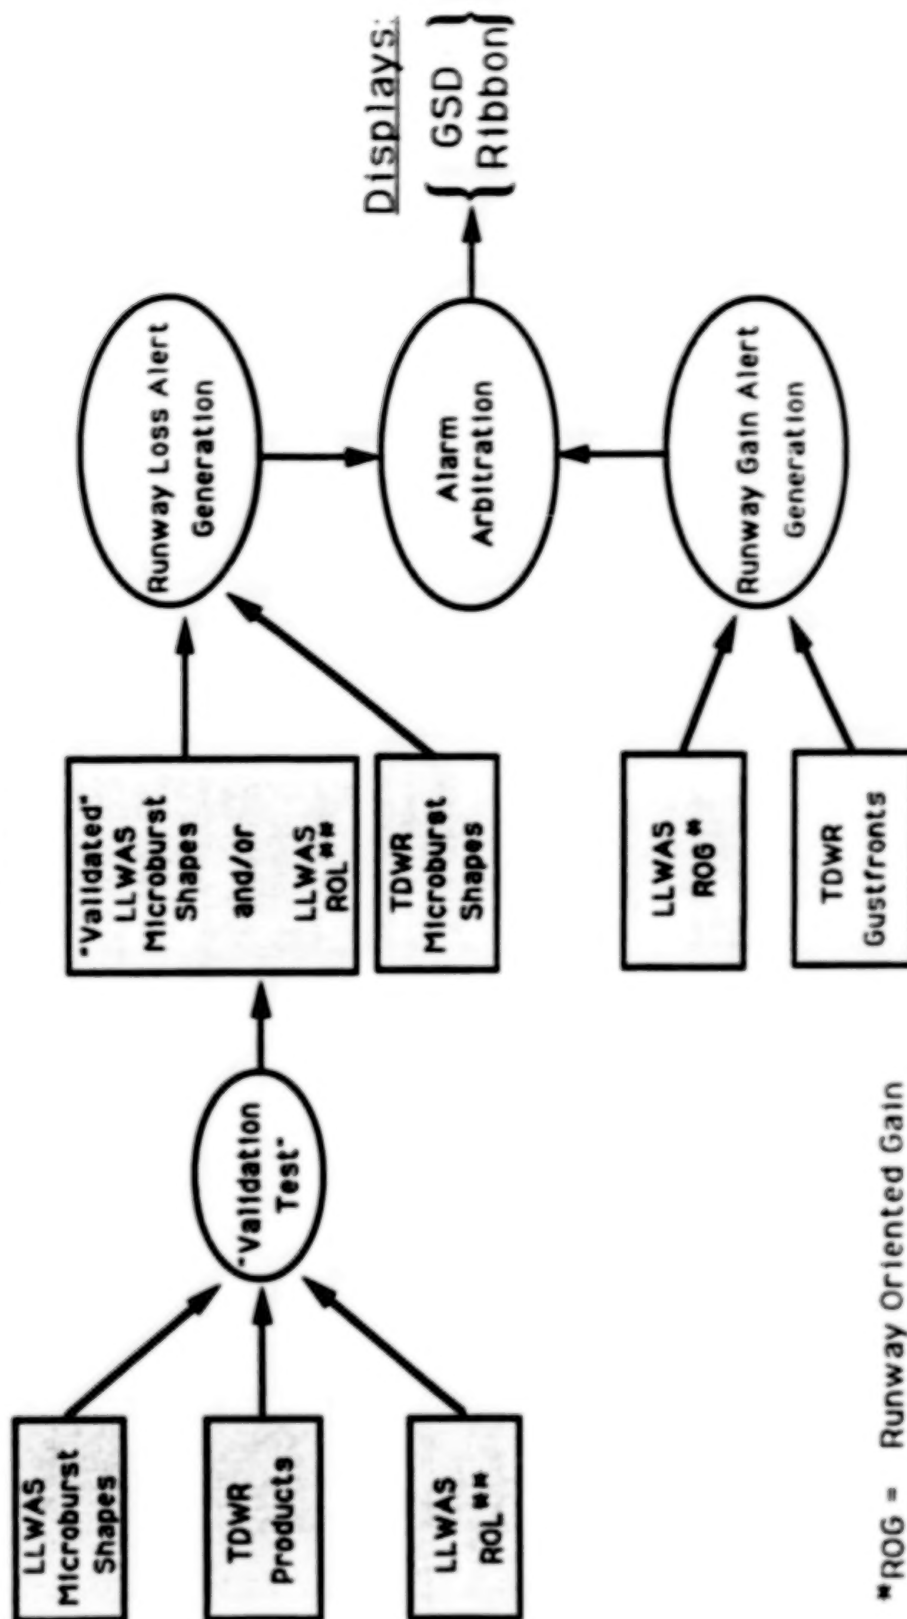 LLWAS
Microburst
Shapes
TDWR
Products
LLWAS
ROL**
"Validation
Test"
"Validated"
LLWAS
Microburst
Shapes
and/or
LLWAS
ROL**
TDWR
Microburst
Shapes
LLWAS
ROG*
TDWR
Gustfronts
Runway Loss Alert
Generation
Alarm
Arbitration
Runway Gain Alert
Generation
Displays:
GSD
Ribbon
*ROG = Runway Oriented Gain